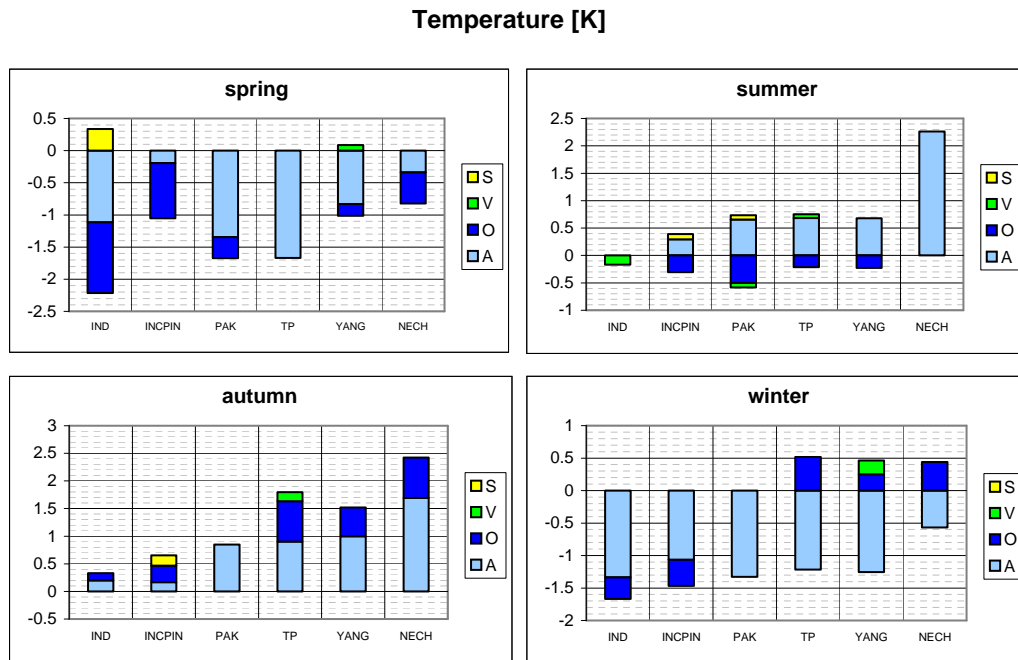 Temperature [K]
spring
0.5
0
-0.5
-1
-1.5
-2
-2.5
IND INCPIN PAK TP YANG NECH
S
V
O
A
summer
2.5
2
1.5
1
0.5
0
-0.5
-1
IND INCPIN PAK TP YANG NECH
S
V
O
A
autumn
3
2.5
2
1.5
1
0.5
0
-0.5
IND INCPIN PAK TP YANG NECH
S
V
O
A
winter
1
0.5
0
-0.5
-1
-1.5
-2
IND INCPIN PAK TP YANG NECH
S
V
O
A